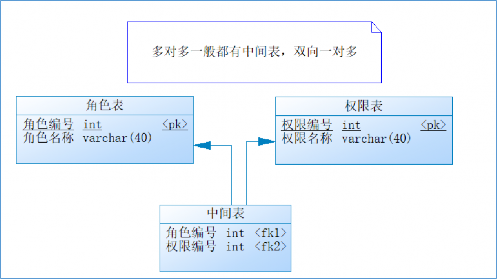 多对多一般都有中间表，双向一对多
角色表
角色编号 int <pk>
角色名称 varchar(40)
权限表
权限编号 int <pk>
权限名称 varchar(40)
中间表
角色编号 int <fk1>
权限编号 int <fk2>